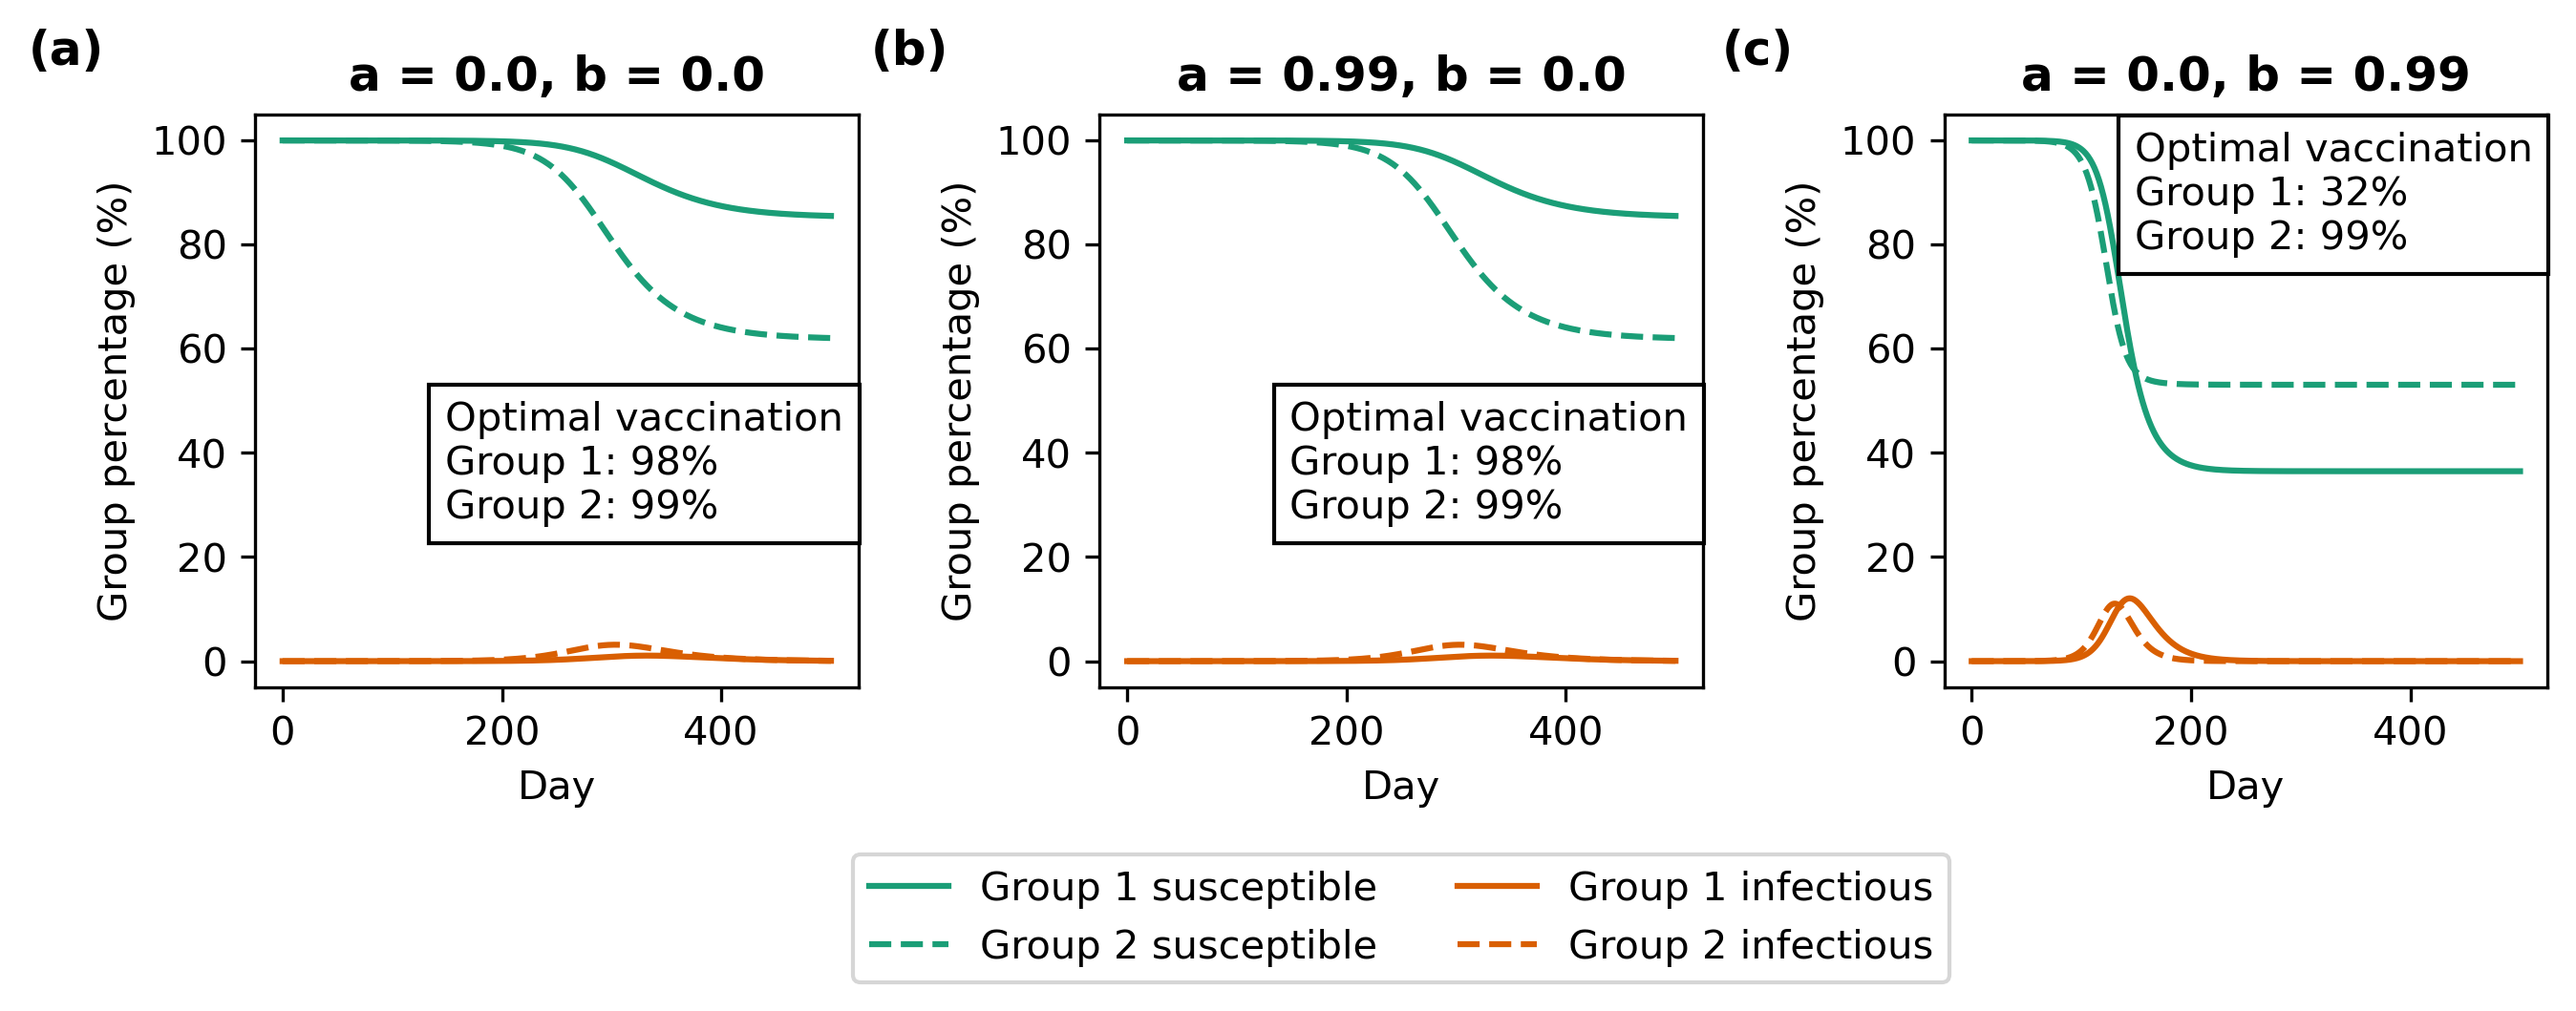 (a)
a = 0.0, b = 0.0
100
80
60
40
20
0
Group percentage (%)
Optimal vaccination
Group 1: 98%
Group 2: 99%
0
200
400
Day
(b)
a = 0.99, b = 0.0
100
80
60
40
20
0
Group percentage (%)
Optimal vaccination
Group 1: 98%
Group 2: 99%
0
200
400
Day
(c)
a = 0.0, b = 0.99
100
80
60
40
20
0
Group percentage (%)
Optimal vaccination
Group 1: 32%
Group 2: 99%
0
200
400
Day
Group 1 susceptible
Group 2 susceptible
Group 1 infectious
Group 2 infectious